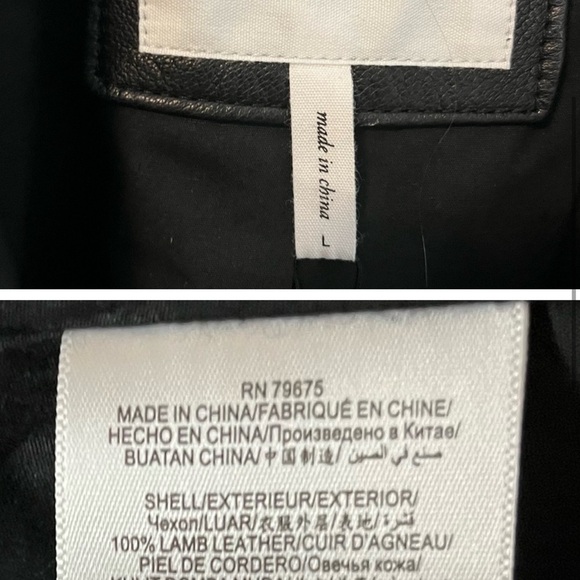 made in china
L
RN 79675
MADE IN CHINA/FABRIQUÉ EN CHINE/
HECHO EN CHINA/Произведено в Китае/
BUATAN CHINA/中国制造/ صنع في الصين/
SHELL/EXTERIEUR/EXTERIOR/
Чехол/LUAR/衣服外层/表地/قشرة/
100% LAMB LEATHER/CUIR D'AGNEAU/
PIEL DE CORDERO/Овечья кожа/